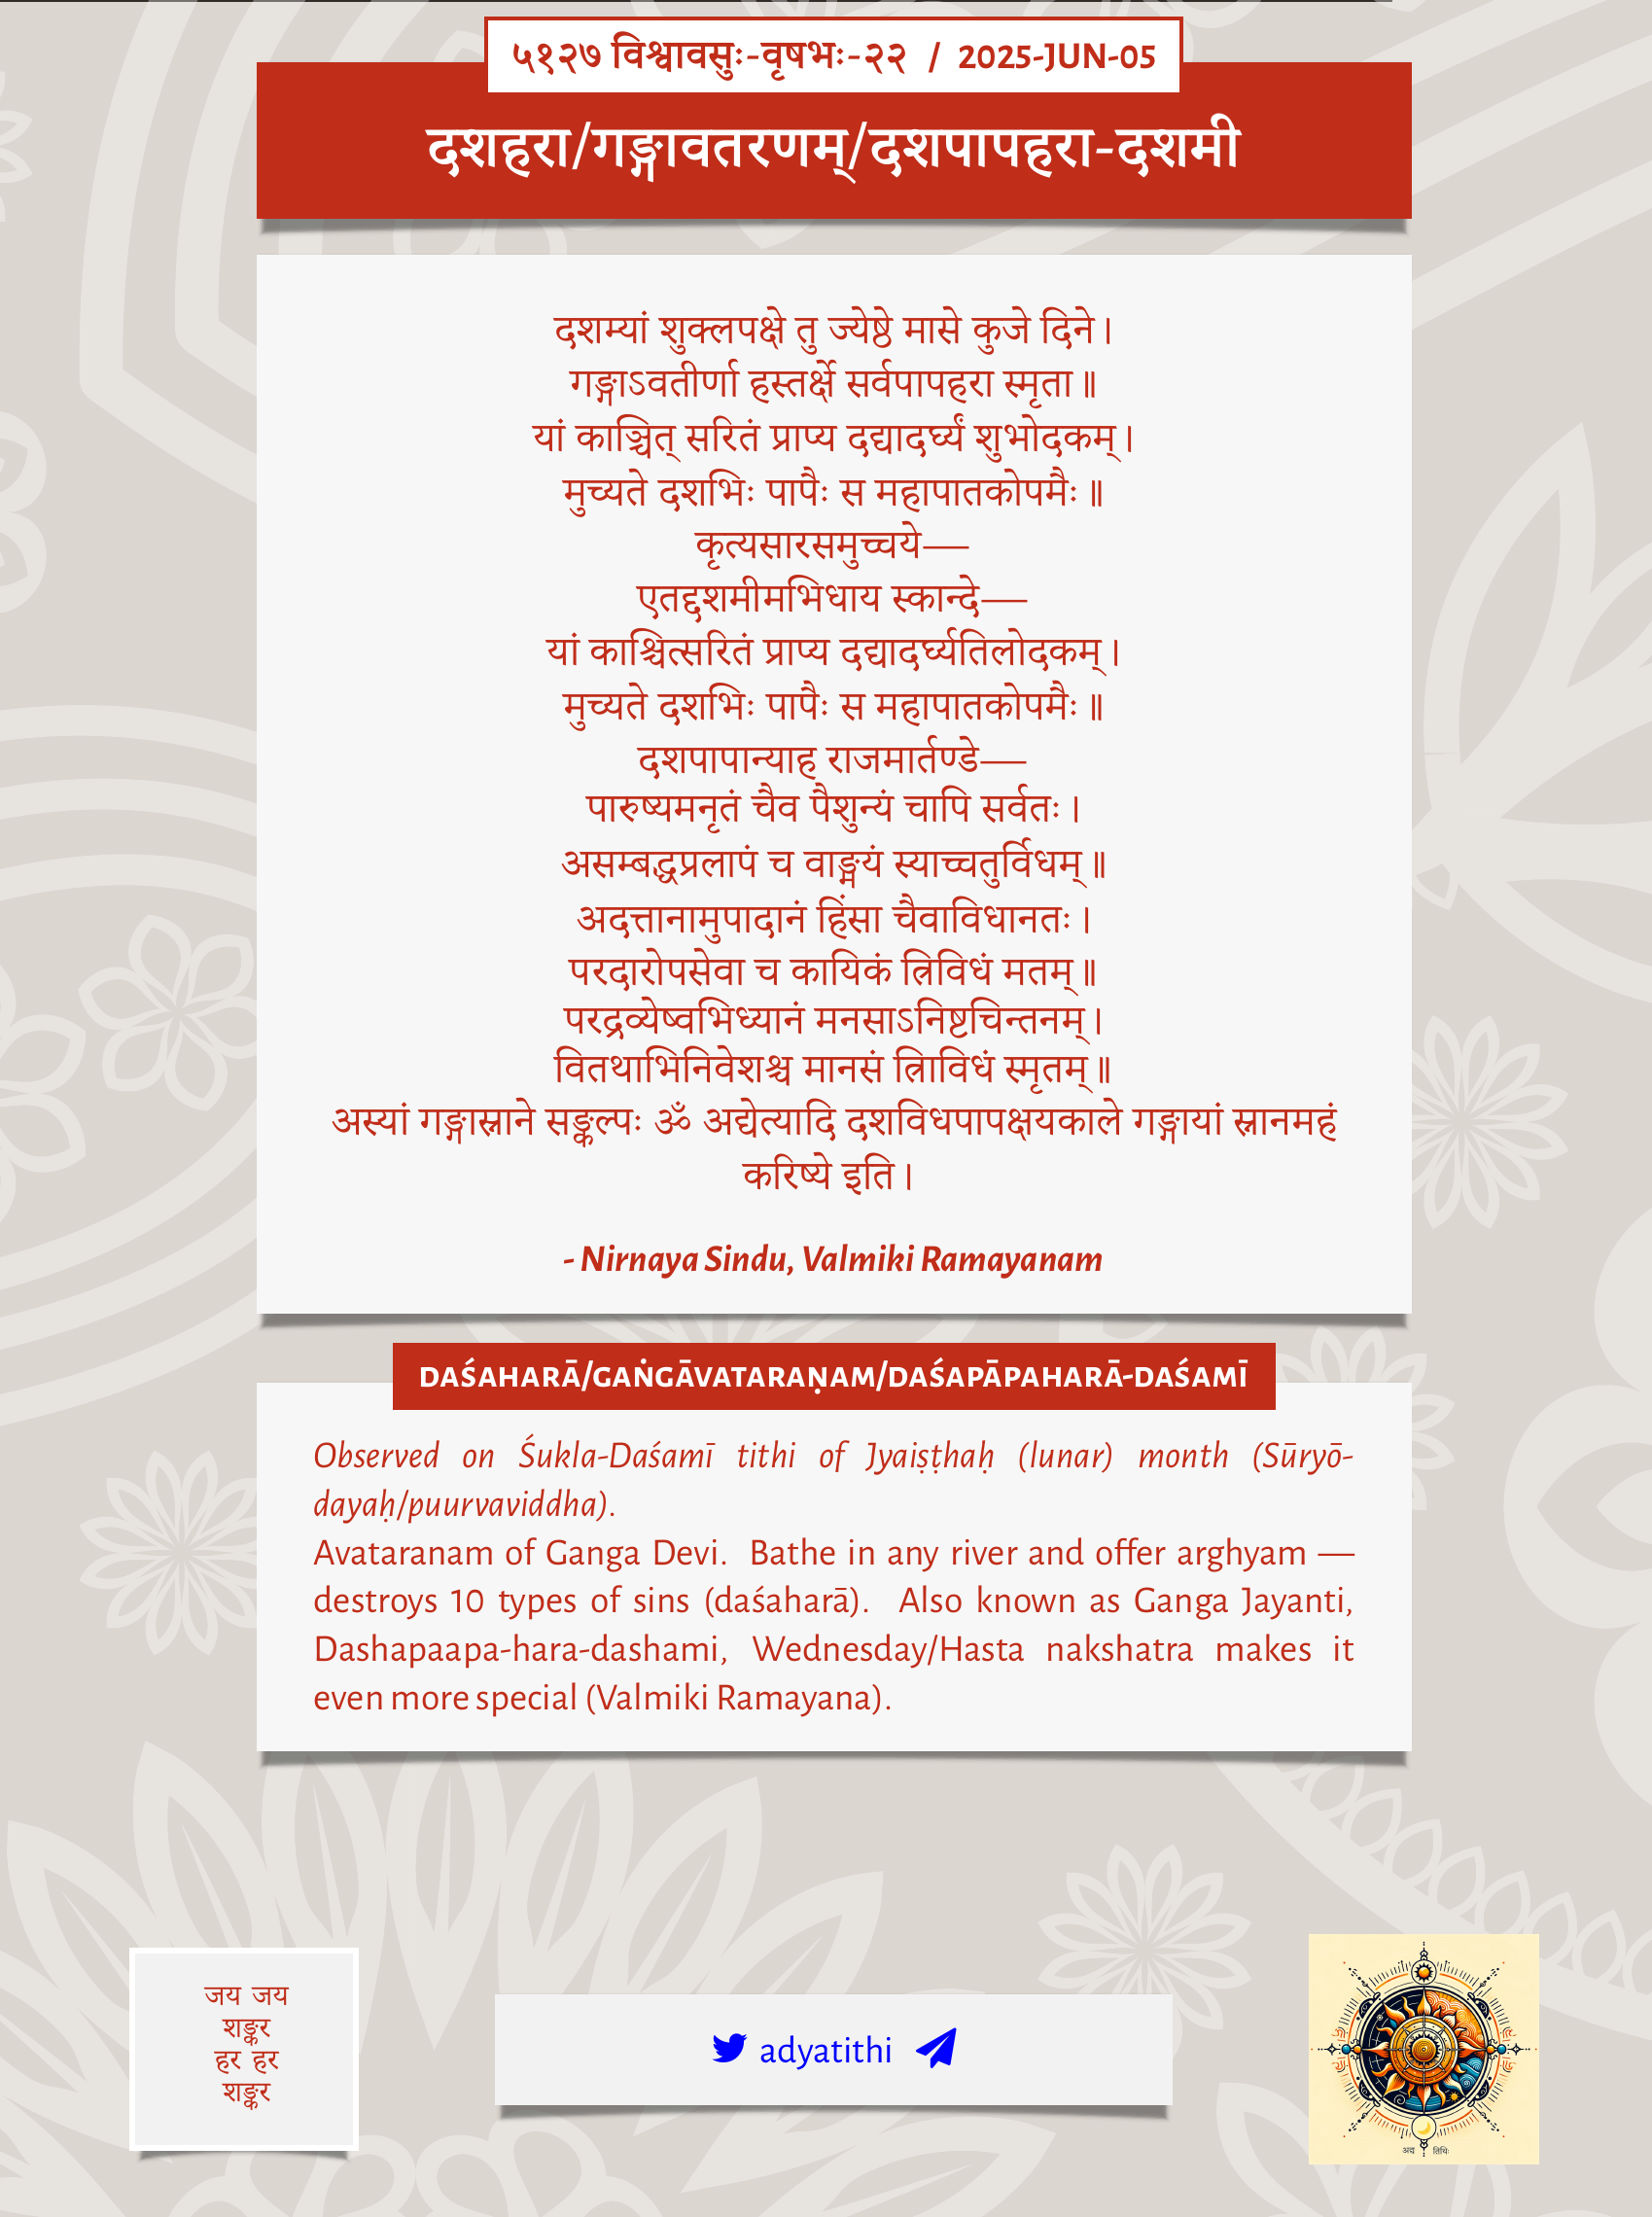 ५१२७ विश्वावसुः-वृषभः-२२ / 2025-JUN-05
दशहरा/गङ्गावतरणम्/दशपापहरा-दशमी
दशम्यां शुक्लपक्षे तु ज्येष्ठे मासे कुजे दिने।
गङ्गाऽवतीर्णा हस्तर्क्षे सर्वपापहरा स्मृता॥
यां काञ्चित् सरितं प्राप्य दद्यादर्घ्यं शुभोदकम्।
मुच्यते दशभिः पापैः स महापातकोपमैः॥
कृत्यसारसमुच्चये—
एतद्दशमीमभिधाय स्कान्दे—
यां काश्चित्सरितं प्राप्य दद्यादर्घ्यतिलोदकम्।
मुच्यते दशभिः पापैः स महापातकोपमैः॥
दशपापान्याह राजमार्तण्डे—
पारुष्यमनृतं चैव पैशुन्यं चापि सर्वतः।
असम्बद्धप्रलापं च वाङ्मयं स्याच्चतुर्विधम्॥
अदत्तानामुपादानं हिंसा चैवाविधानतः।
परदारोपसेवा च कायिकं त्रिविधं मतम्॥
परद्रव्येष्वभिध्यानं मनसाऽनिष्टचिन्तनम्।
वितथाभिनिवेशश्च मानसं त्रिाविधं स्मृतम्॥
अस्यां गङ्गास्नाने सङ्कल्पः ॐ अद्येत्यादि दशविधपापक्षयकाले गङ्गायां स्नानमहं
करिष्ये इति।
- Nirnaya Sindu, Valmiki Ramayanam
DAŚAHARĀ/GAṄGĀVATARAṆAM/DAŚAPĀPAHARĀ-DAŚAMĪ
Observed on Śukla-Daśamī tithi of Jyaiṣṭhaḥ (lunar) month (Sūryō-
dayaḥ/puurvaviddha).
Avataranam of Ganga Devi. Bathe in any river and offer arghyam —
destroys 10 types of sins (daśaharā). Also known as Ganga Jayanti,
Dashapaapa-hara-dashami, Wednesday/Hasta nakshatra makes it
even more special (Valmiki Ramayana).
जय जय
शङ्कर
हर हर
शङ्कर
adyatithi
अद्य तिथिः